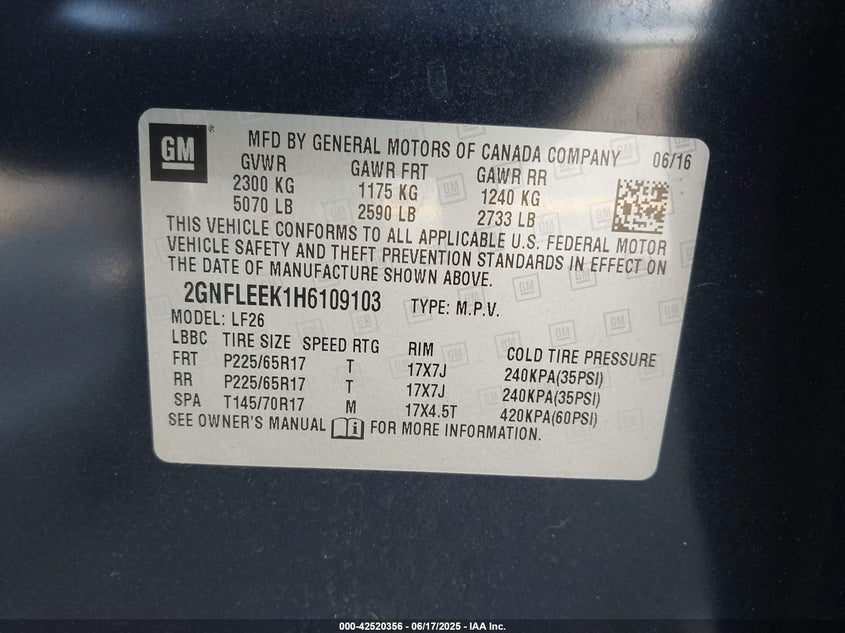 GM ®
MFD BY GENERAL MOTORS OF CANADA COMPANY 06/16
GVWR GAWR FRT GAWR RR
2300 KG 1175 KG 1240 KG
5070 LB 2590 LB 2733 LB
THIS VEHICLE CONFORMS TO ALL APPLICABLE U.S. FEDERAL MOTOR
VEHICLE SAFETY AND THEFT PREVENTION STANDARDS IN EFFECT ON
THE DATE OF MANUFACTURE SHOWN ABOVE.
2GNFLEEK1H6109103 TYPE: M.P.V.
MODEL: LF26
LBBC TIRE SIZE SPEED RTG RIM COLD TIRE PRESSURE
FRT P225/65R17 T 17X7J 240KPA(35PSI)
RR P225/65R17 T 17X7J 240KPA(35PSI)
SPA T145/70R17 M 17X4.5T 420KPA(60PSI)
SEE OWNER'S MANUAL FOR MORE INFORMATION.
000-42520356 - 06/17/2025 - IAA Inc.